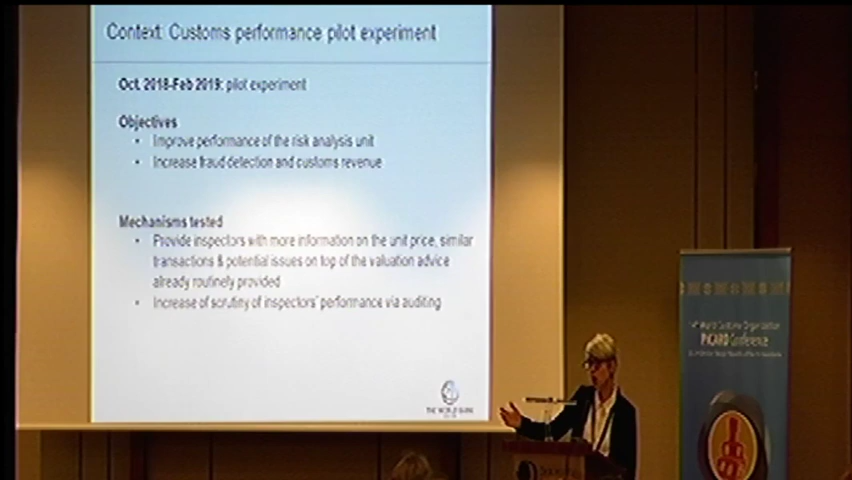 Context: Customs performance pilot experiment
Oct. 2018-Feb 2019: pilot experiment
Objectives
• Improve performance of the risk analysis unit
• Increase fraud detection and customs revenue
Mechanisms tested
• Provide inspectors with more information on the unit price, similar
transactions & potential issues on top of the valuation advice
already routinely provided
• Increase of scrutiny of inspectors' performance via auditing
THE WORLD BANK
World Customs Organization
PICARD Conference